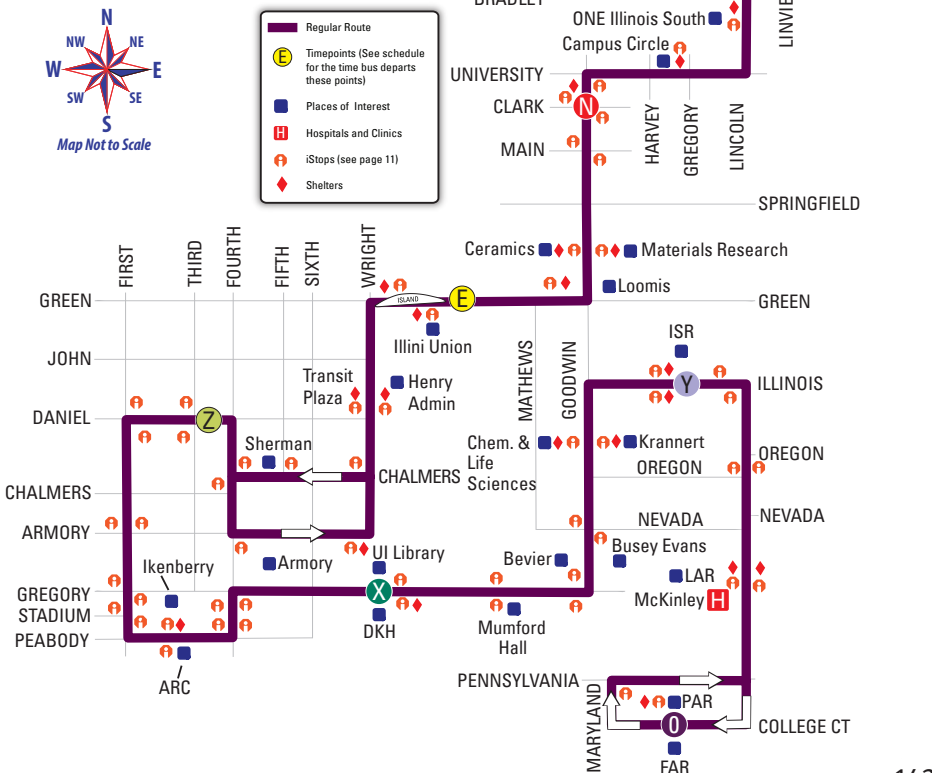 BRADLEY
ONE Illinois South
LINVIE
Campus Circle
UNIVERSITY
CLARK
N
MAIN
HARVEY
GREGORY
LINCOLN
SPRINGFIELD
N
NW
NE
W
E
SW
SE
S
Map Not to Scale
Regular Route
E
Timepoints (See schedule
for the time bus departs
these points)
Places of Interest
H
Hospitals and Clinics
iStops (see page 11)
Shelters
FIRST
THIRD
FOURTH
FIFTH
SIXTH
WRIGHT
Ceramics
Materials Research
Loomis
GREEN
ISLAND
E
GREEN
Illini Union
MATHEWS
GOODWIN
ISR
JOHN
Transit
Plaza
Henry
Admin
Y
ILLINOIS
DANIEL
Z
Sherman
Chem. &
Life
Sciences
Krannert
OREGON
OREGON
CHALMERS
CHALMERS
NEVADA
NEVADA
ARMORY
Armory
UI Library
Bevier
Busey Evans
Ikenberry
LAR
McKinley
H
GREGORY
STADIUM
PEABODY
X
DKH
Mumford
Hall
ARC
PENNSYLVANIA
MARYLAND
PAR
O
COLLEGE CT
FAR